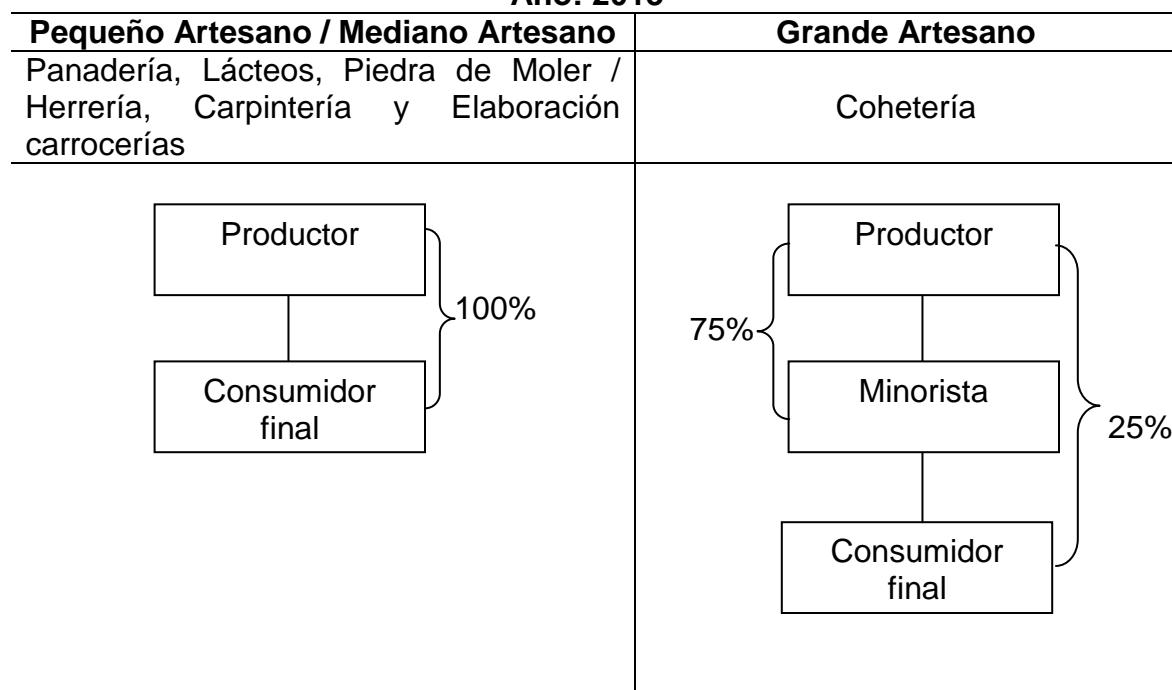 Pequeño Artesano / Mediano Artesano
Grande Artesano
Panadería, Lácteos, Piedra de Moler /
Herrería, Carpintería y Elaboración
carrocerías
Cohetería
Productor
100%
Consumidor
final
Productor
75%
Minorista
25%
Consumidor
final